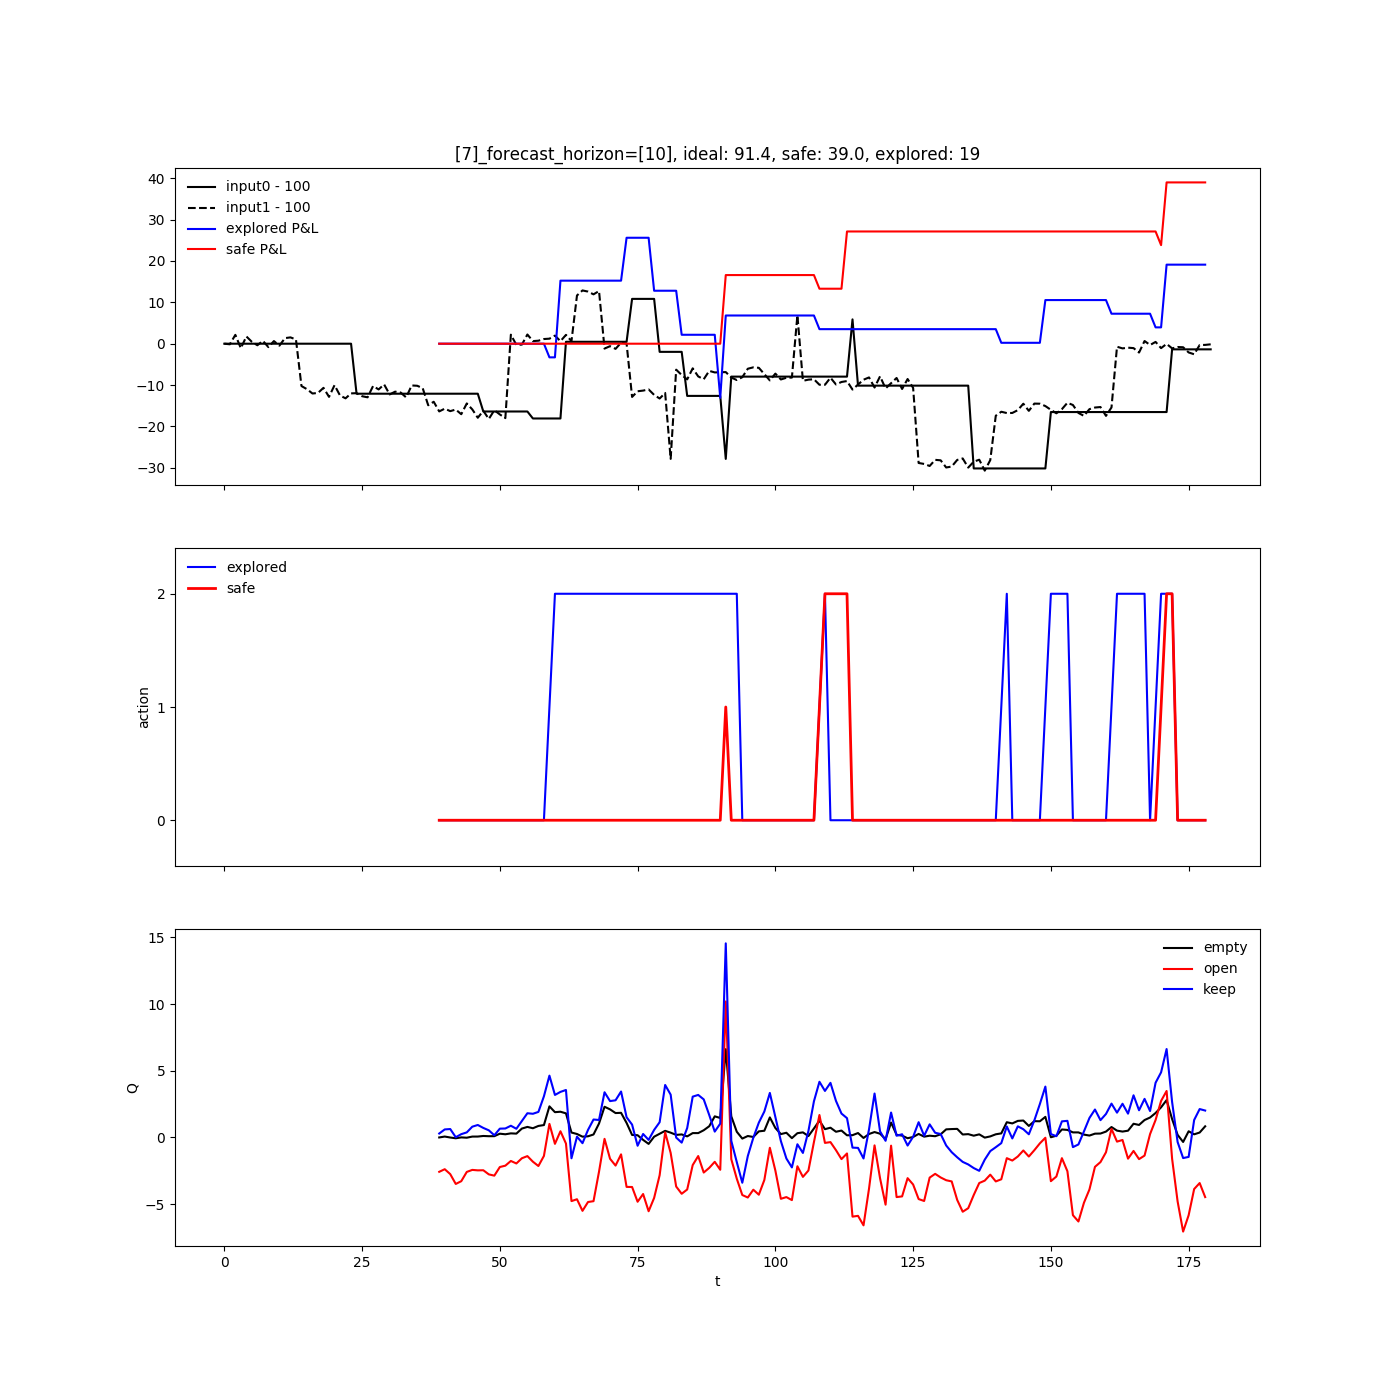 [7]_forecast_horizon=[10], ideal: 91.4, safe: 39.0, explored: 19
40
30
20
10
0
−10
−20
−30
input0 - 100
input1 - 100
explored P&L
safe P&L
2
1
0
action
explored
safe
15
10
5
0
−5
Q
empty
open
keep
0 25 50 75 100 125 150 175
t